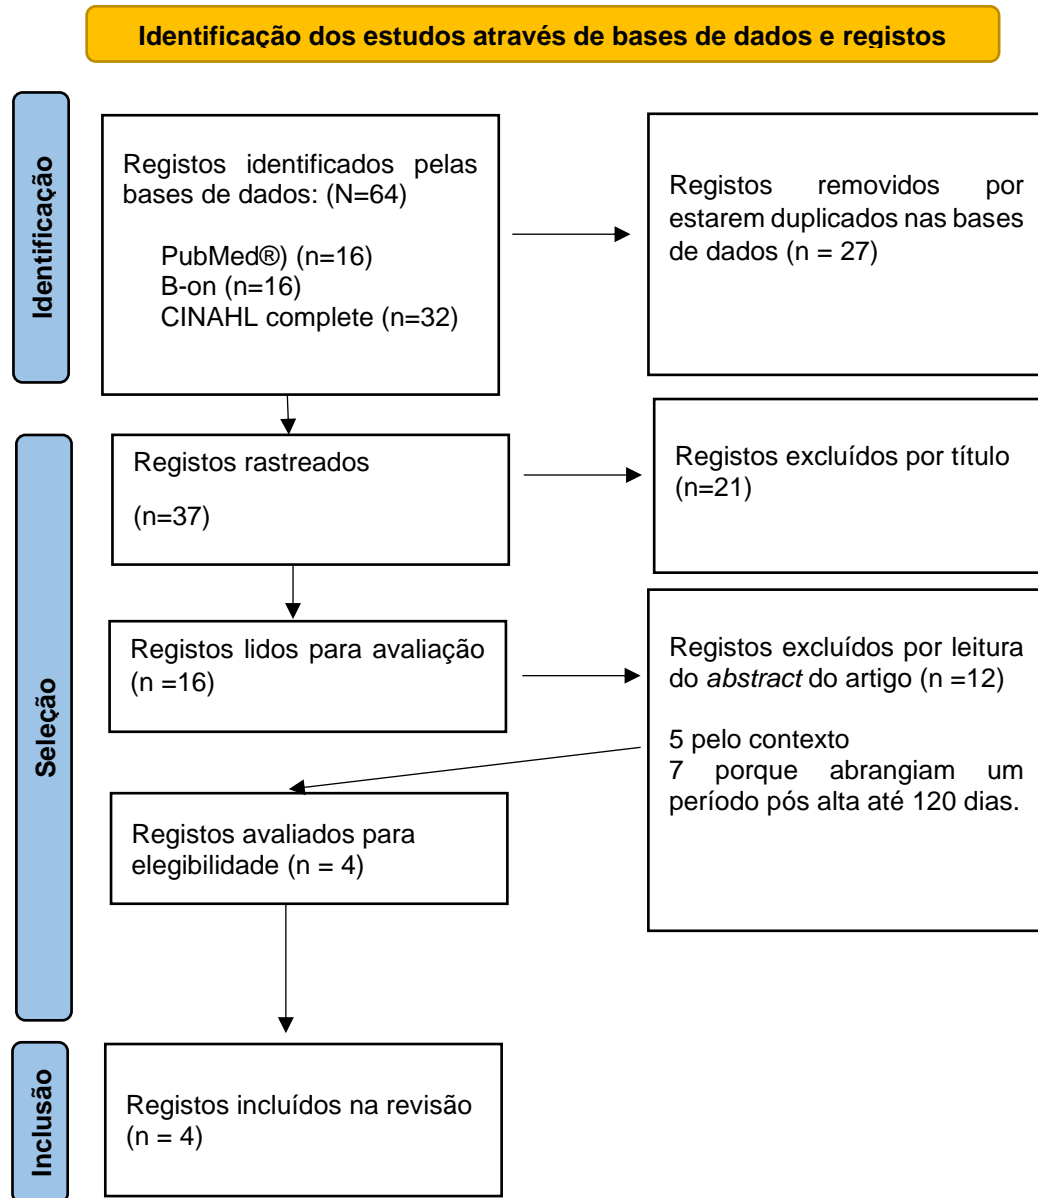 Identificação dos estudos através de bases de dados e registos
Identificação
Registos identificados pelas
bases de dados: (N=64)
PubMed®) (n=16)
B-on (n=16)
CINAHL complete (n=32)
Registos removidos por
estarem duplicados nas bases
de dados (n = 27)
Seleção
Registos rastreados
(n=37)
Registos excluídos por título
(n=21)
Registos lidos para avaliação
(n =16)
Registos excluídos por leitura
do abstract do artigo (n =12)
5 pelo contexto
7 porque abrangiam um
período pós alta até 120 dias.
Registos avaliados para
elegibilidade (n = 4)
Inclusão
Registos incluídos na revisão
(n = 4)